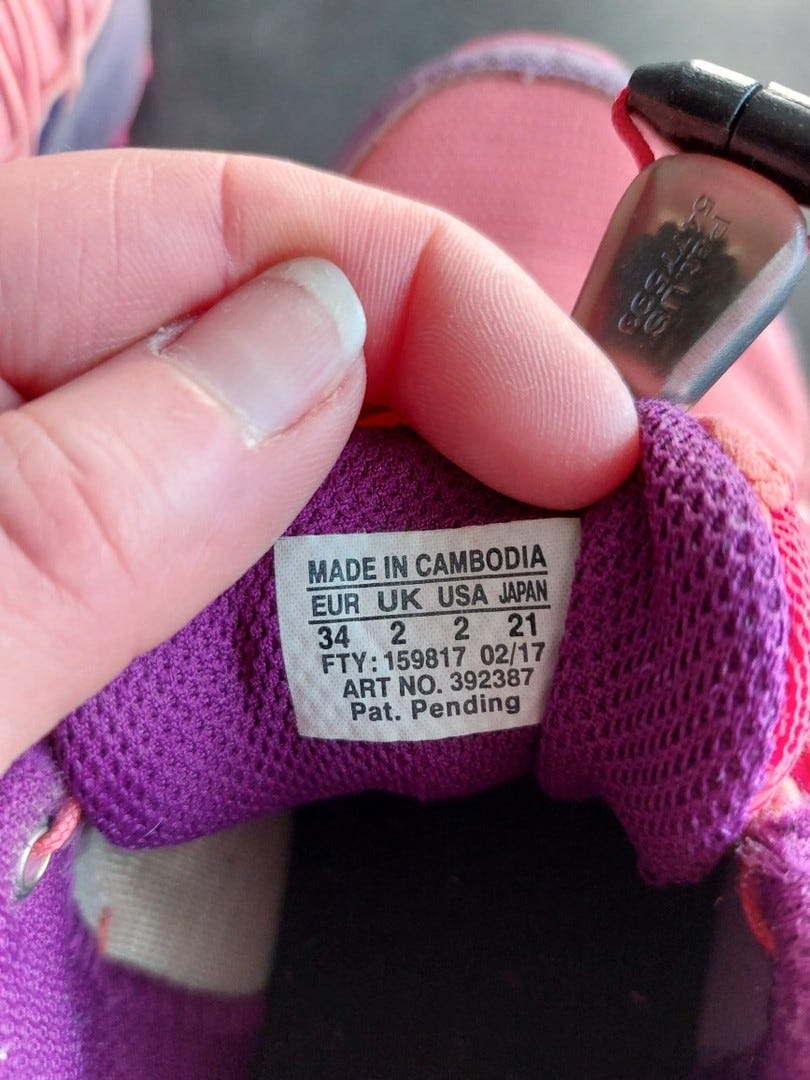 MADE IN CAMBODIA
EUR UK USA JAPAN
34 2 2 21
FTY: 159817 02/17
ART NO. 392387
Pat. Pending